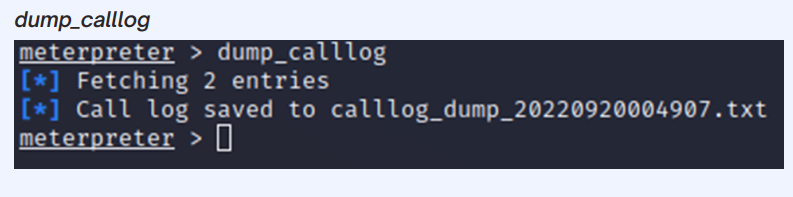 dump_calllog
meterpreter > dump_calllog
[*] Fetching 2 entries
[*] Call log saved to calllog_dump_20220920004907.txt
meterpreter >